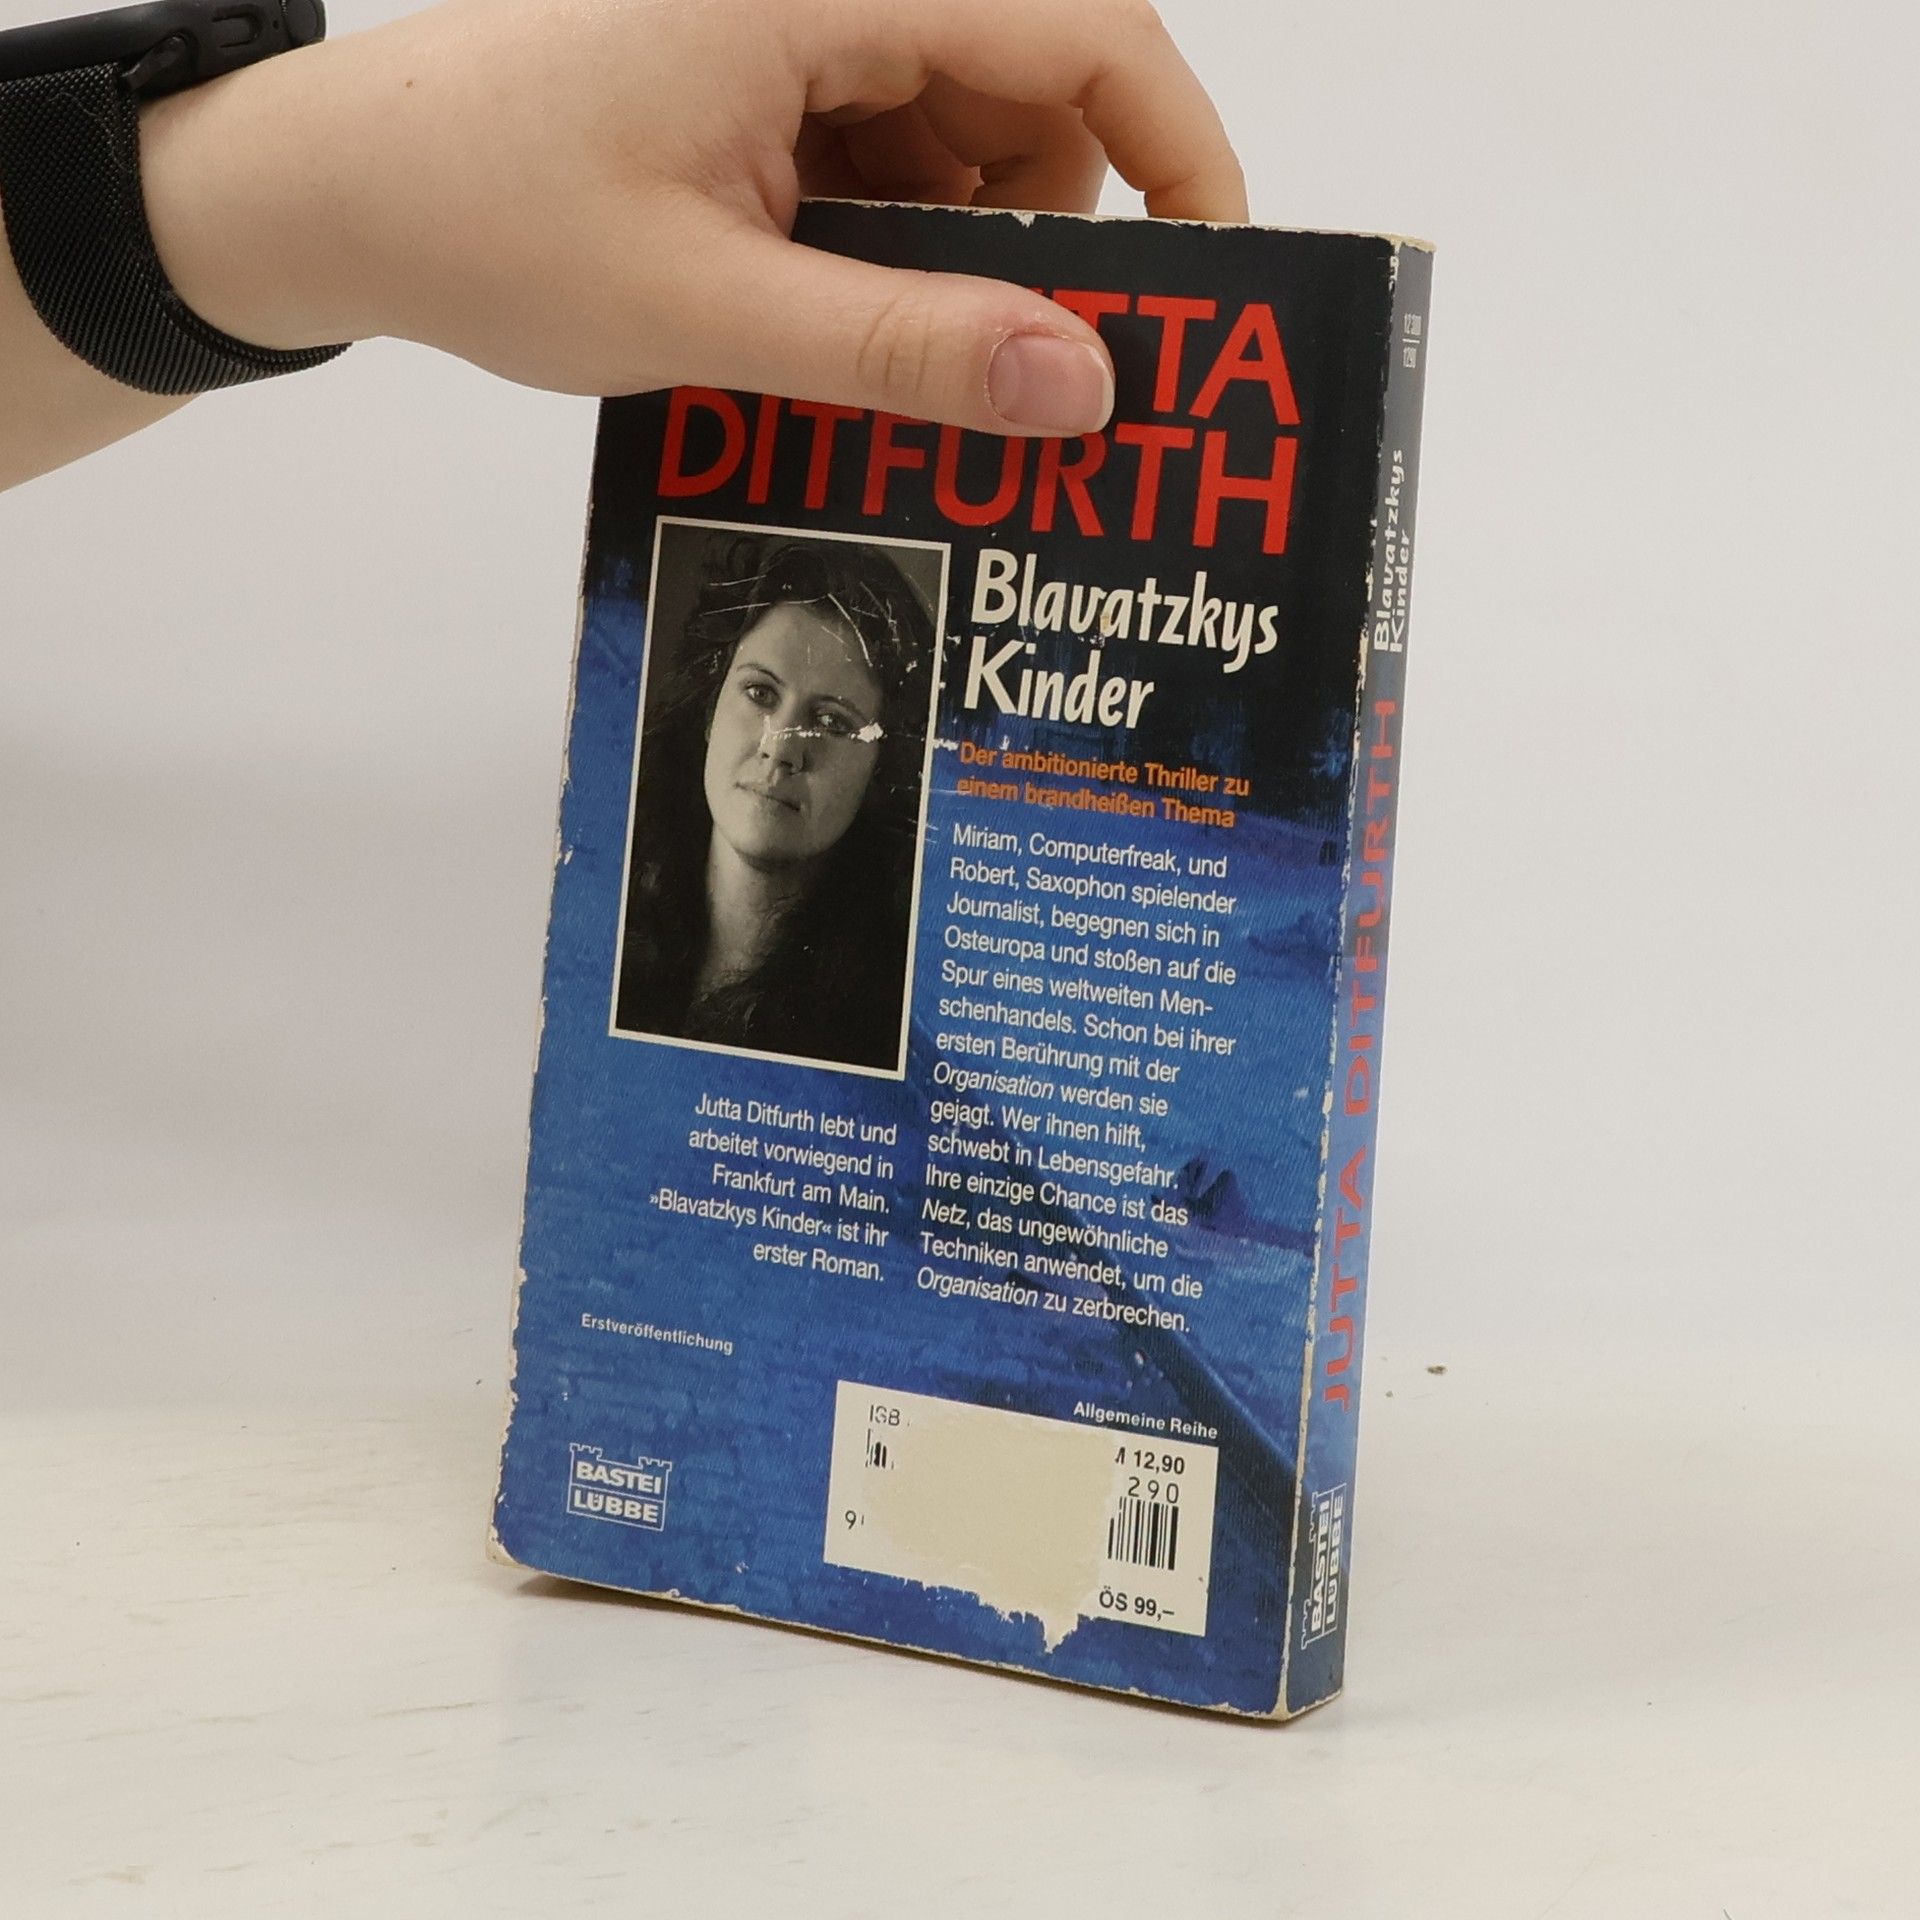 DITFURTH
Blavatzkys
Kinder
Der ambitionierte Thriller zu
einem brandheißen Thema
Miriam, Computerfreak, und
Robert, Saxophon spielender
Journalist, begegnen sich in
Osteuropa und stoßen auf die
Spur eines weltweiten Men-
schenhandels. Schon bei ihrer
ersten Berührung mit der
Organisation werden sie
gejagt. Wer ihnen hilft,
schwebt in Lebensgefahr.
Ihre einzige Chance ist das
Netz, das ungewöhnliche
Techniken anwendet, um die
Organisation zu zerbrechen.
Jutta Ditfurth lebt und
arbeitet vorwiegend in
Frankfurt am Main.
»Blavatzkys Kinder« ist ihr
erster Roman.
Erstveröffentlichung
BASTEI
LÜBBE
Allgemeine Reihe
12,90
290
ÖS 99,–
Blavatzkys
Kinder
JUTTA DITFURTH
BASTEI
LÜBBE